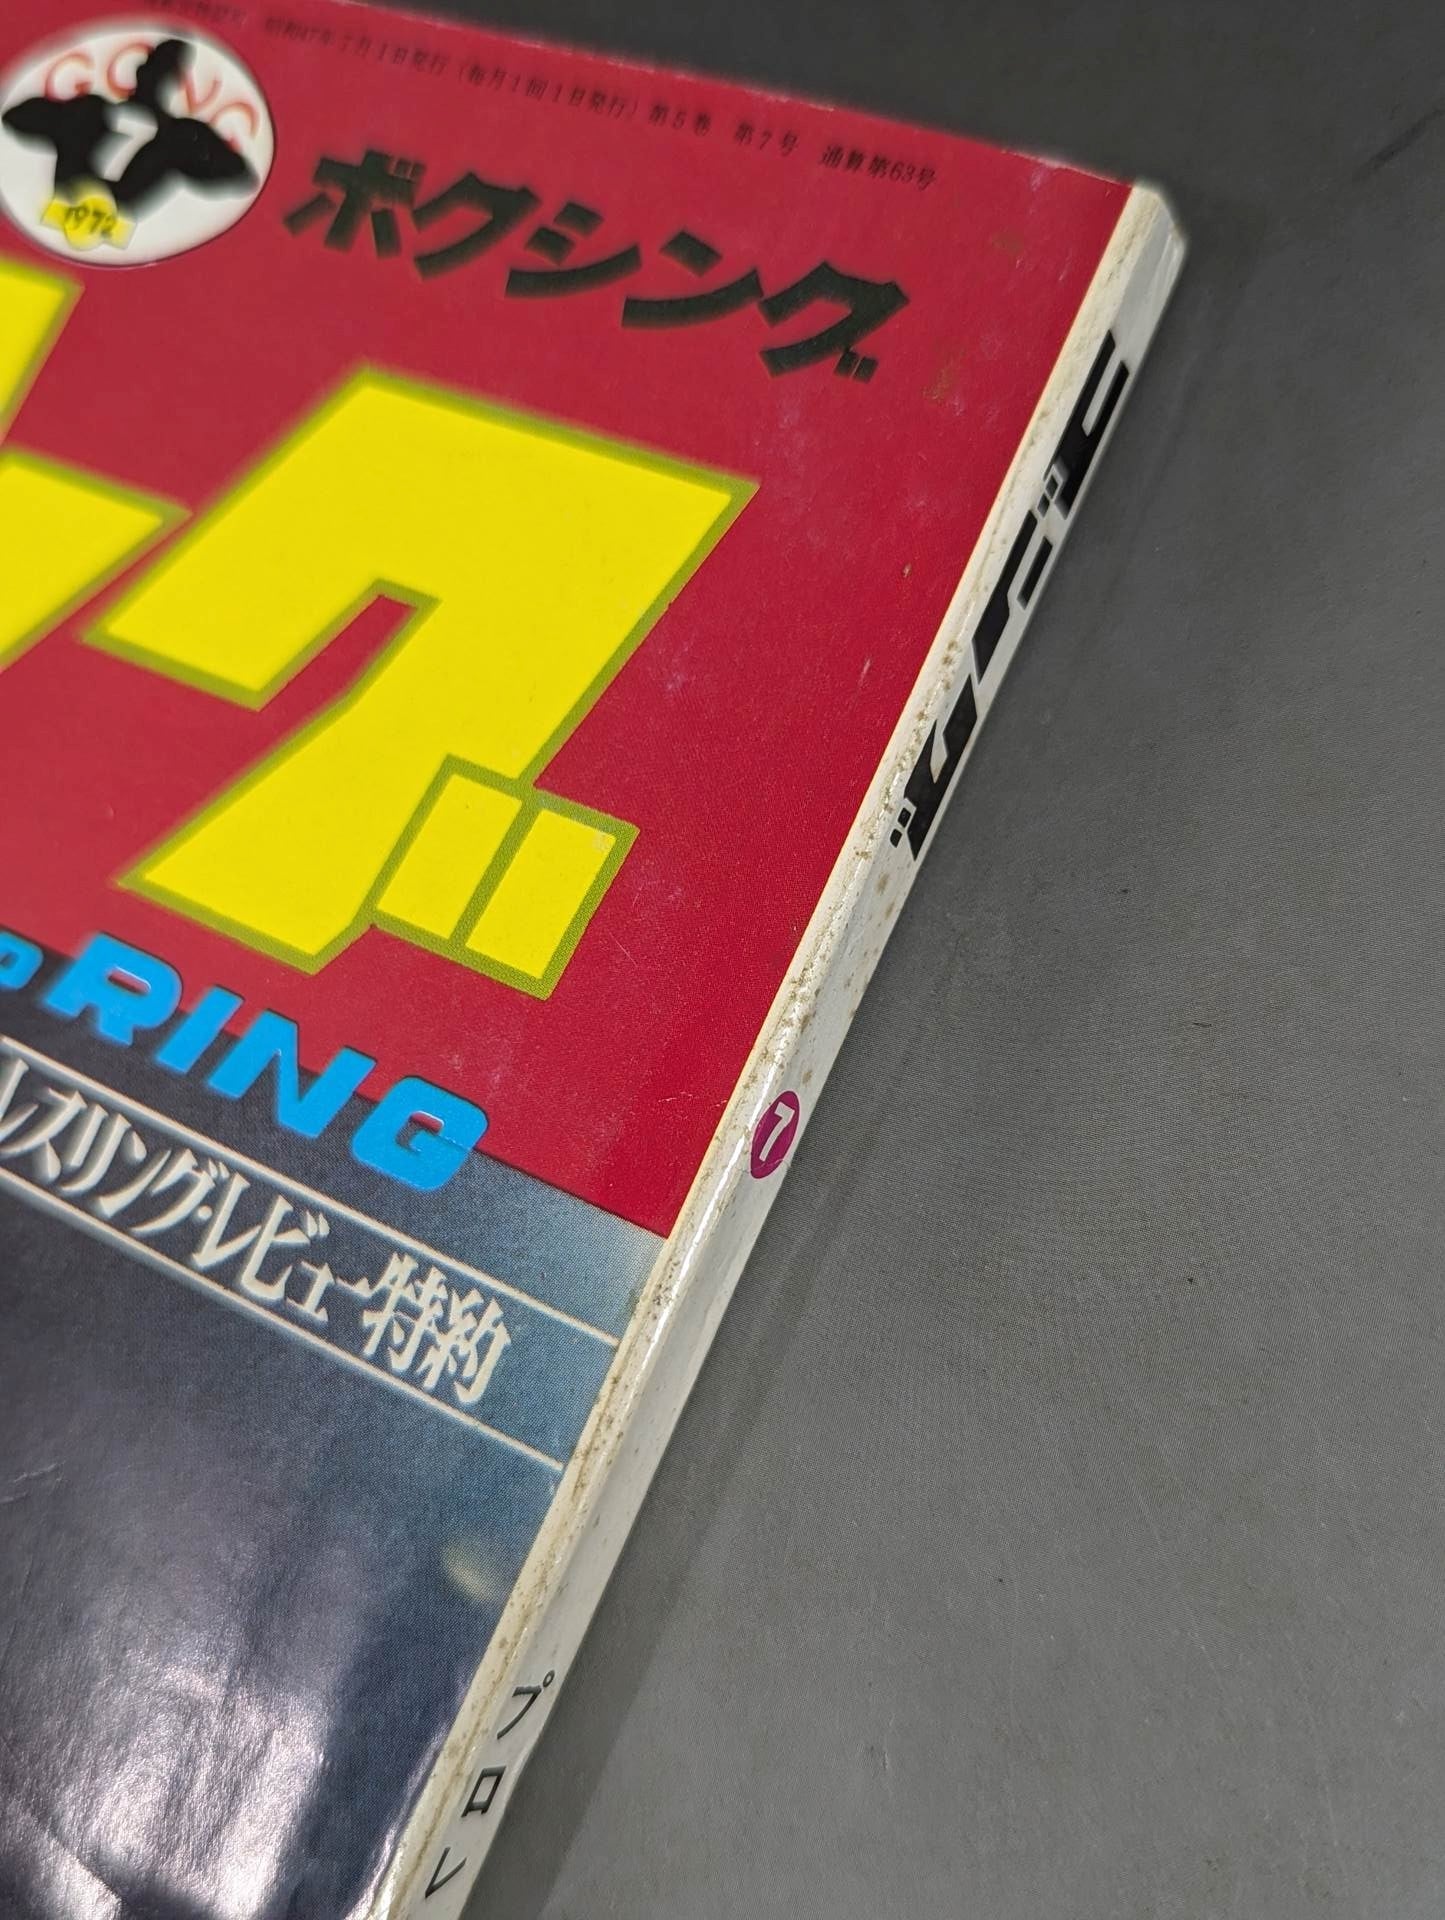 昭和47年7月1日発行(毎月1回1日発行)第5巻 第7号 通算第63号
GONG
7
1972
ボクシング
ング
RING
レスリング・レビュー特約
ゴング
7
プロレ